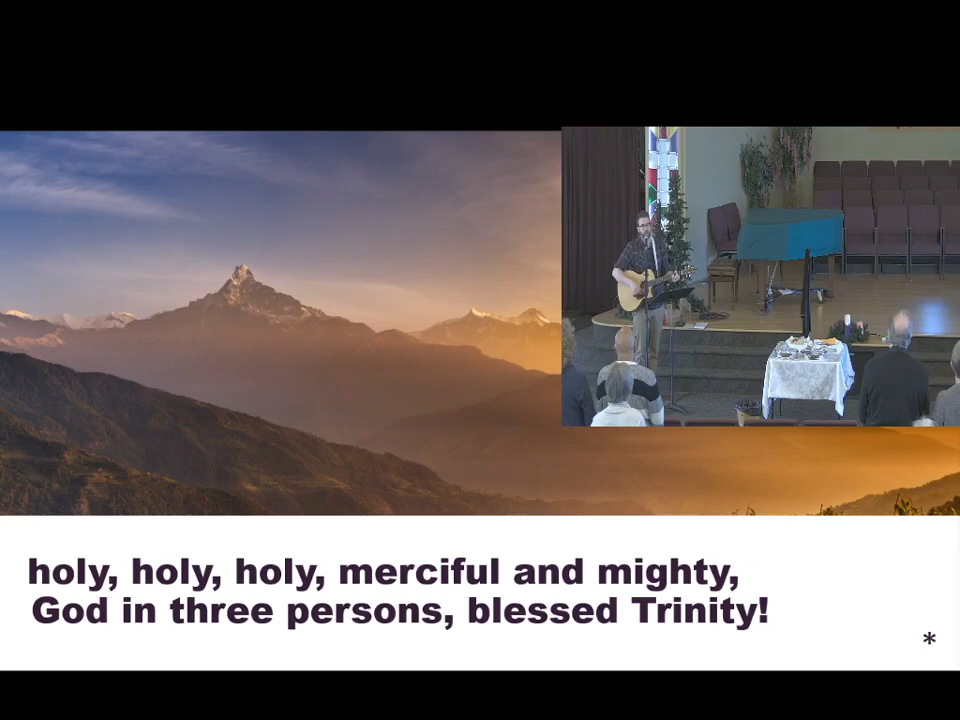 holy, holy, holy, merciful and mighty,
God in three persons, blessed Trinity!
*